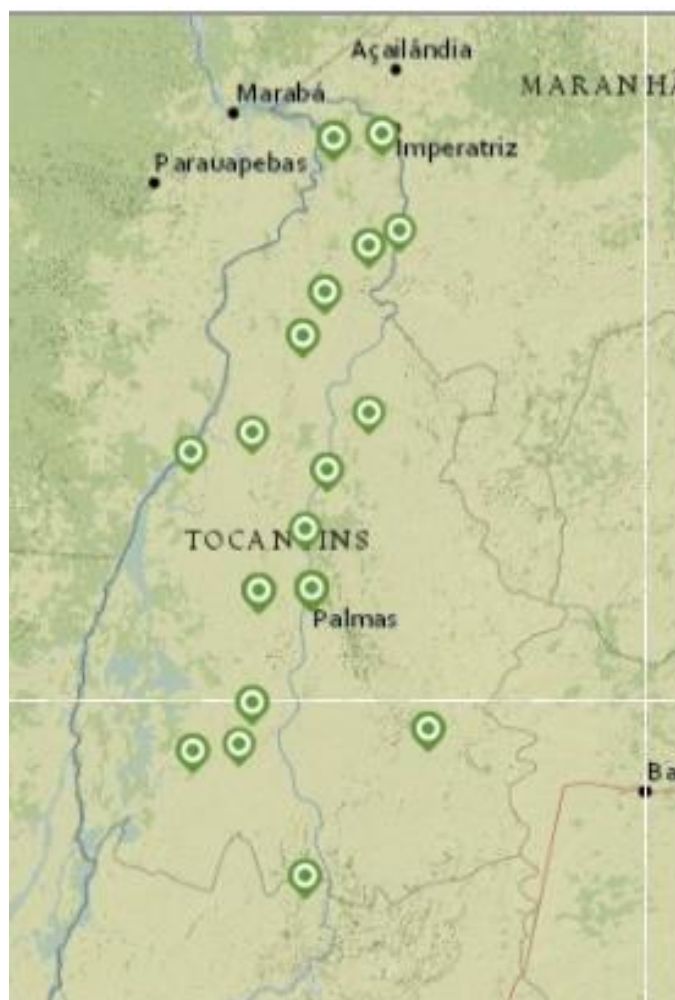 Açailândia
MARANHÃ
Marabá
Imperatriz
Parauapebas
TOCANTINS
Palmas
Ba